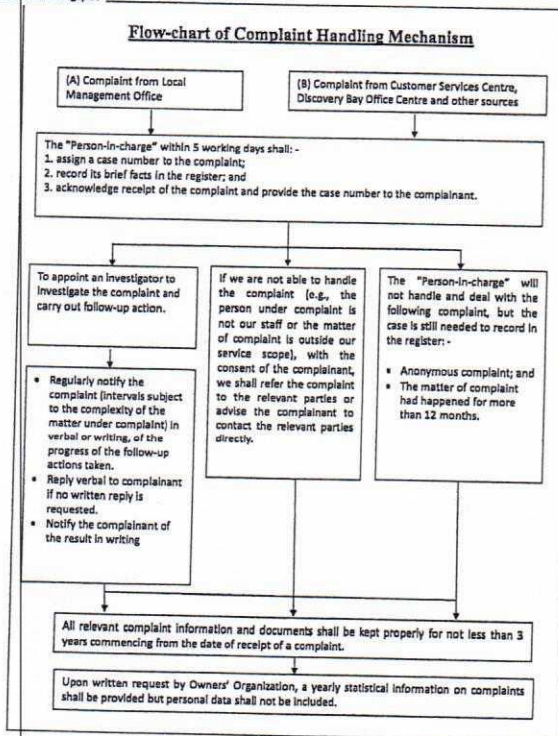 Flow-chart of Complaint Handling Mechanism
(A) Complaint from Local
Management Office
(B) Complaint from Customer Services Centre,
Discovery Bay Office Centre and other sources
The "Person-in-charge" within 5 working days shall: -
1. assign a case number to the complaint;
2. record its brief facts in the register; and
3. acknowledge receipt of the complaint and provide the case number to the complainant.
To appoint an investigator to
investigate the complaint and
carry out follow-up action.
• Regularly notify the
complaint (intervals subject
to the complexity of the
matter under complaint) in
verbal or writing, of the
progress of the follow-up
actions taken.
• Reply verbal to complainant
if no written reply is
requested.
• Notify the complainant of
the result in writing
If we are not able to handle
the complaint (e.g., the
person under complaint is
not our staff or the matter
of complaint is outside our
service scope), with the
consent of the complainant,
we shall refer the complaint
to the relevant parties or
advise the complainant to
contact the relevant parties
directly.
The "Person-in-charge" will
not handle and deal with the
following complaint, but the
case is still needed to record in
the register: -
• Anonymous complaint; and
• The matter of complaint
had happened for more
than 12 months.
All relevant complaint information and documents shall be kept properly for not less than 3
years commencing from the date of receipt of a complaint.
Upon written request by Owners' Organization, a yearly statistical information on complaints
shall be provided but personal data shall not be included.